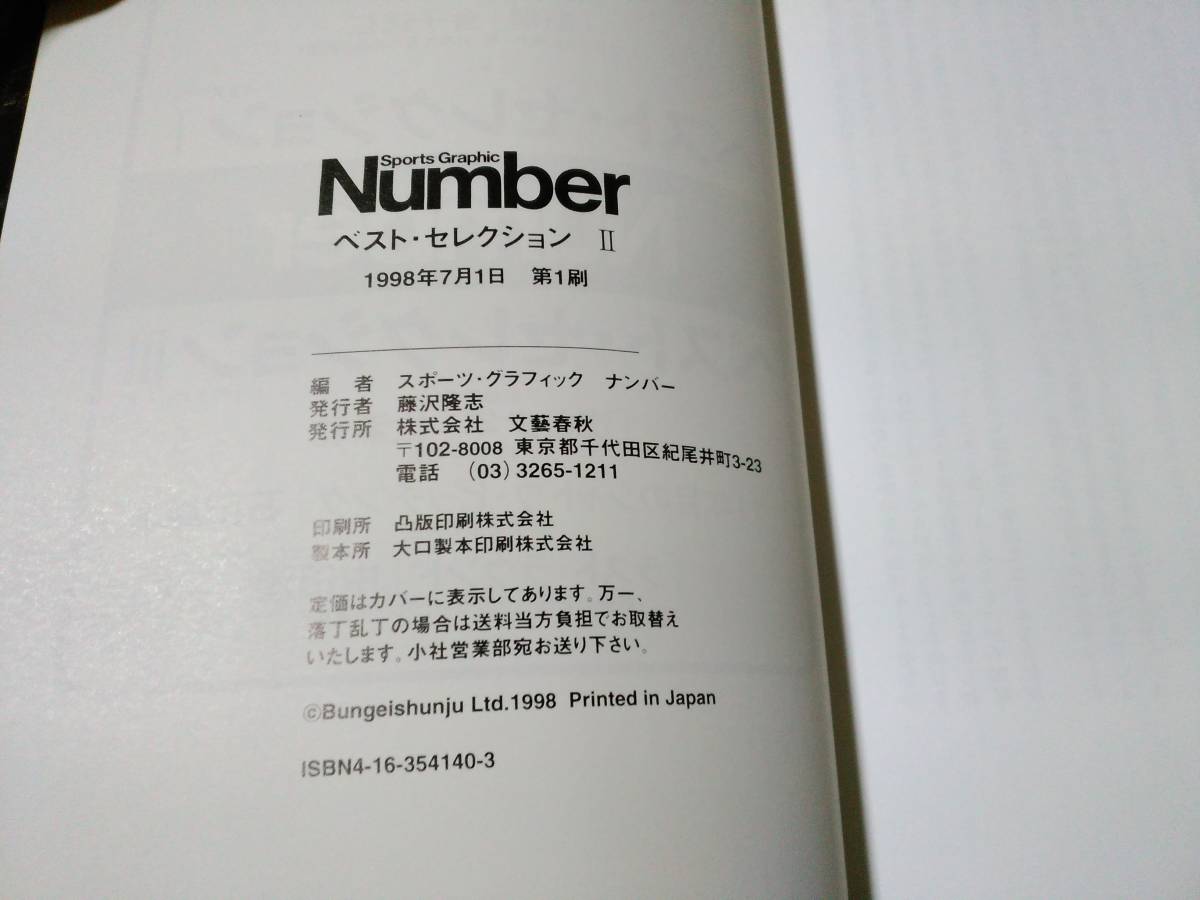 Sports Graphic
Number
ベスト・セレクション Ⅱ
1998年7月1日 第1刷
編 者 スポーツ・グラフィック ナンバー
発行者 藤沢隆志
発行所 株式会社 文藝春秋
〒102-8008 東京都千代田区紀尾井町3-23
電話 (03)3265-1211
印刷所 凸版印刷株式会社
製本所 大口製本印刷株式会社
定価はカバーに表示してあります。万一、
落丁乱丁の場合は送料当方負担でお取替え
いたします。小社営業部宛お送り下さい。
©Bungeishunju Ltd.1998 Printed in Japan
ISBN4-16-354140-3